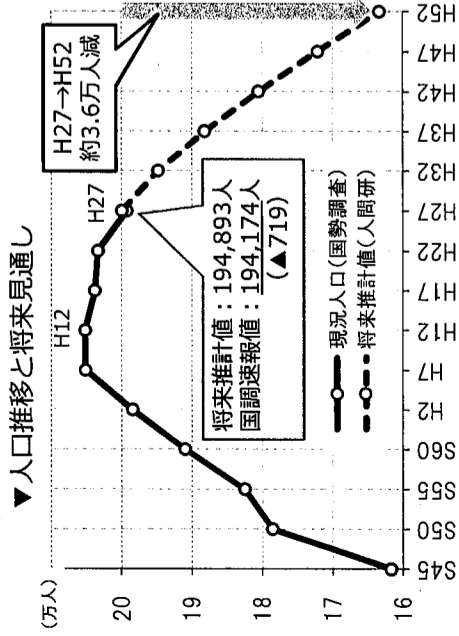 ▼人口推移と将来見通し
(万人)
H27→H52
約3.6万人減
H12
H27
将来推計値：194,893人
国調速報値：194,174人
(▲719)
現況人口(国勢調査)
将来推計値(人間研)
20
19
18
17
16
S45
S50
S55
S60
H2
H7
H12
H17
H22
H27
H32
H37
H42
H47
H52